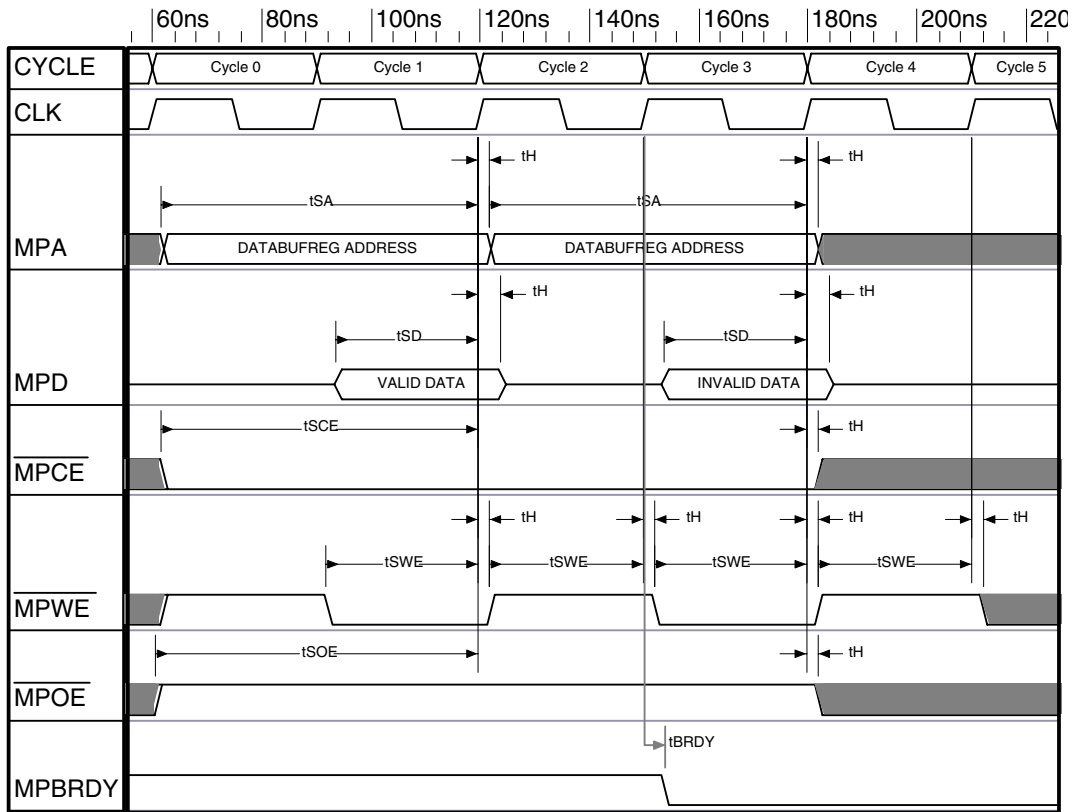 60ns 80ns 100ns 120ns 140ns 160ns 180ns 200ns 220
CYCLE Cycle 0 Cycle 1 Cycle 2 Cycle 3 Cycle 4 Cycle 5
CLK
tH tH
tSA tSA
MPA DATABUFREG ADDRESS DATABUFREG ADDRESS
tH tH
tSD tSD
MPD VALID DATA INVALID DATA
tSCE tH
MPCE
tH tH tH tH
tSWE tSWE tSWE tSWE
MPWE
tSOE tH
MPOE
tBRDY
MPBRDY